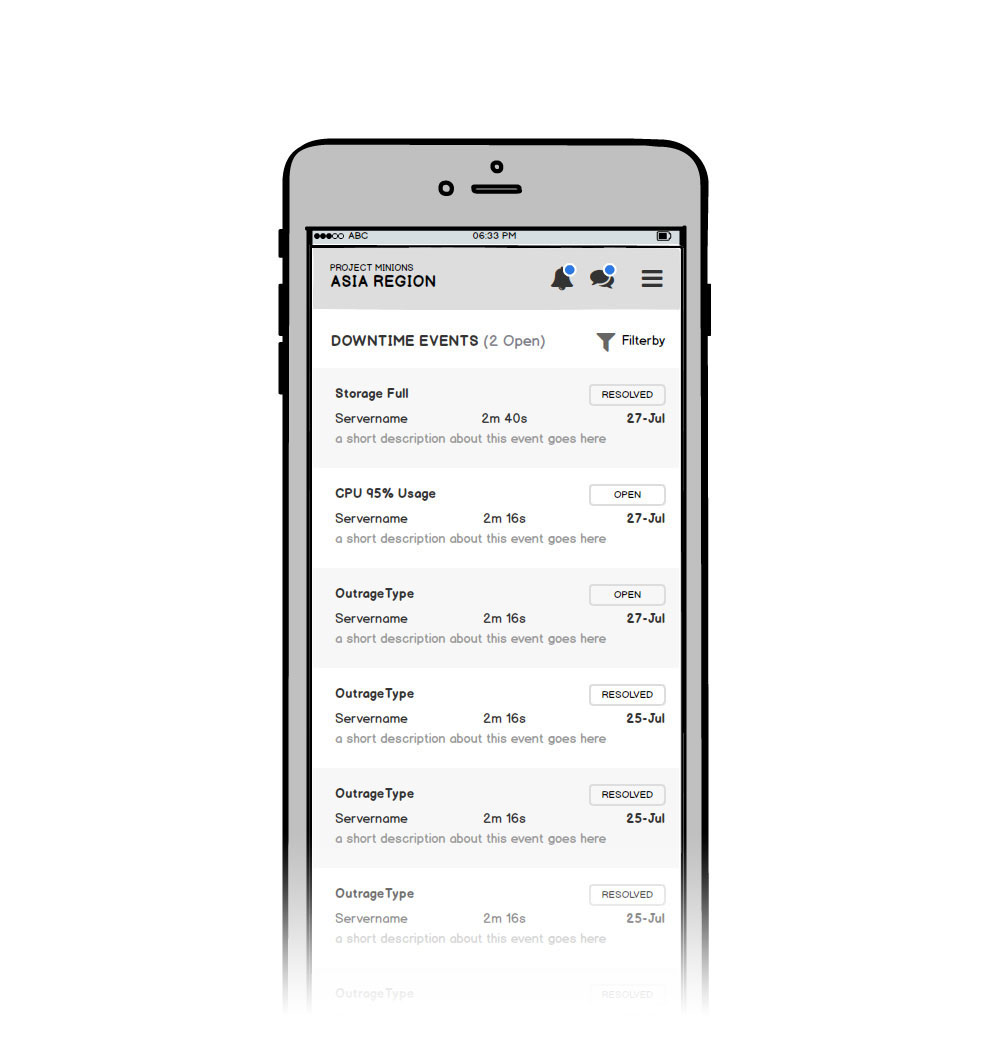 ABC 06:33 PM
PROJECT MINIONS
ASIA REGION
DOWNTIME EVENTS (2 Open) Filterby
Storage Full RESOLVED
Servername 2m 40s 27-Jul
a short description about this event goes here
CPU 95% Usage OPEN
Servername 2m 16s 27-Jul
a short description about this event goes here
OutrageType OPEN
Servername 2m 16s 27-Jul
a short description about this event goes here
OutrageType RESOLVED
Servername 2m 16s 25-Jul
a short description about this event goes here
OutrageType RESOLVED
Servername 2m 16s 25-Jul
a short description about this event goes here
OutrageType RESOLVED
Servername 2m 16s 25-Jul
a short description about this event goes here
OutrageType RESOLVED